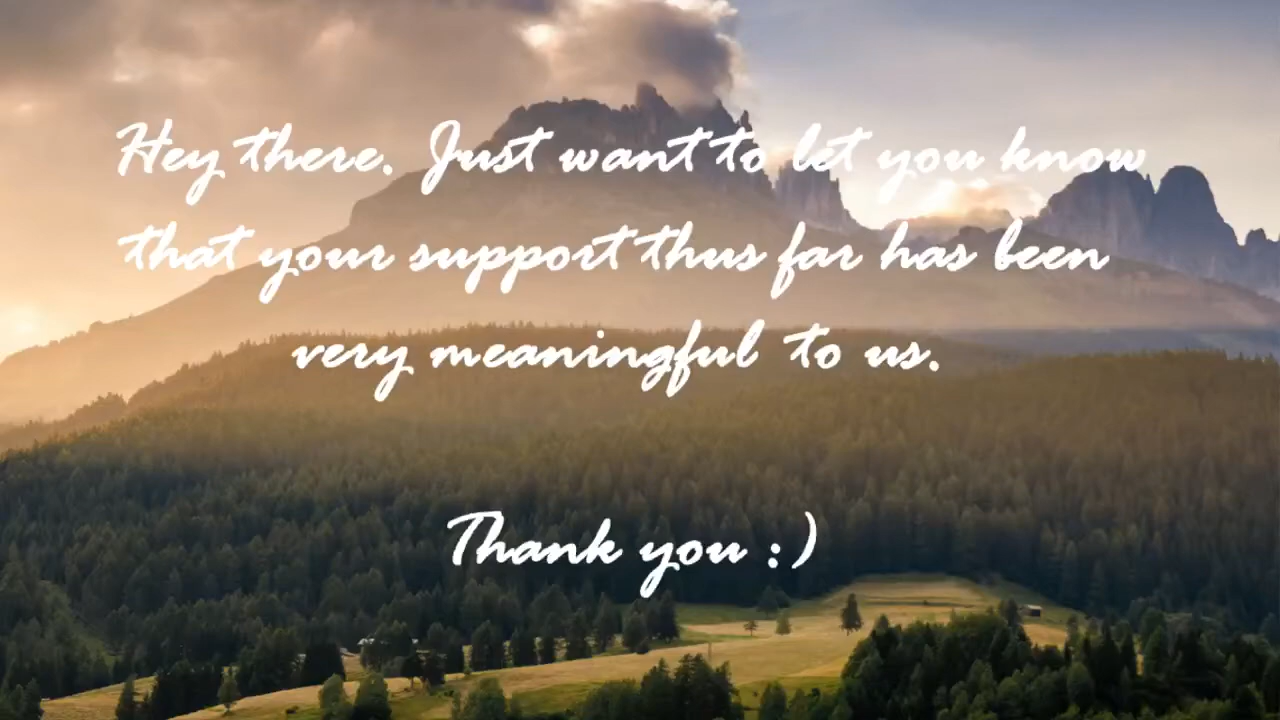 Hey there. Just want to let you know
that your support thus far has been
very meaningful to us.
Thank you :)